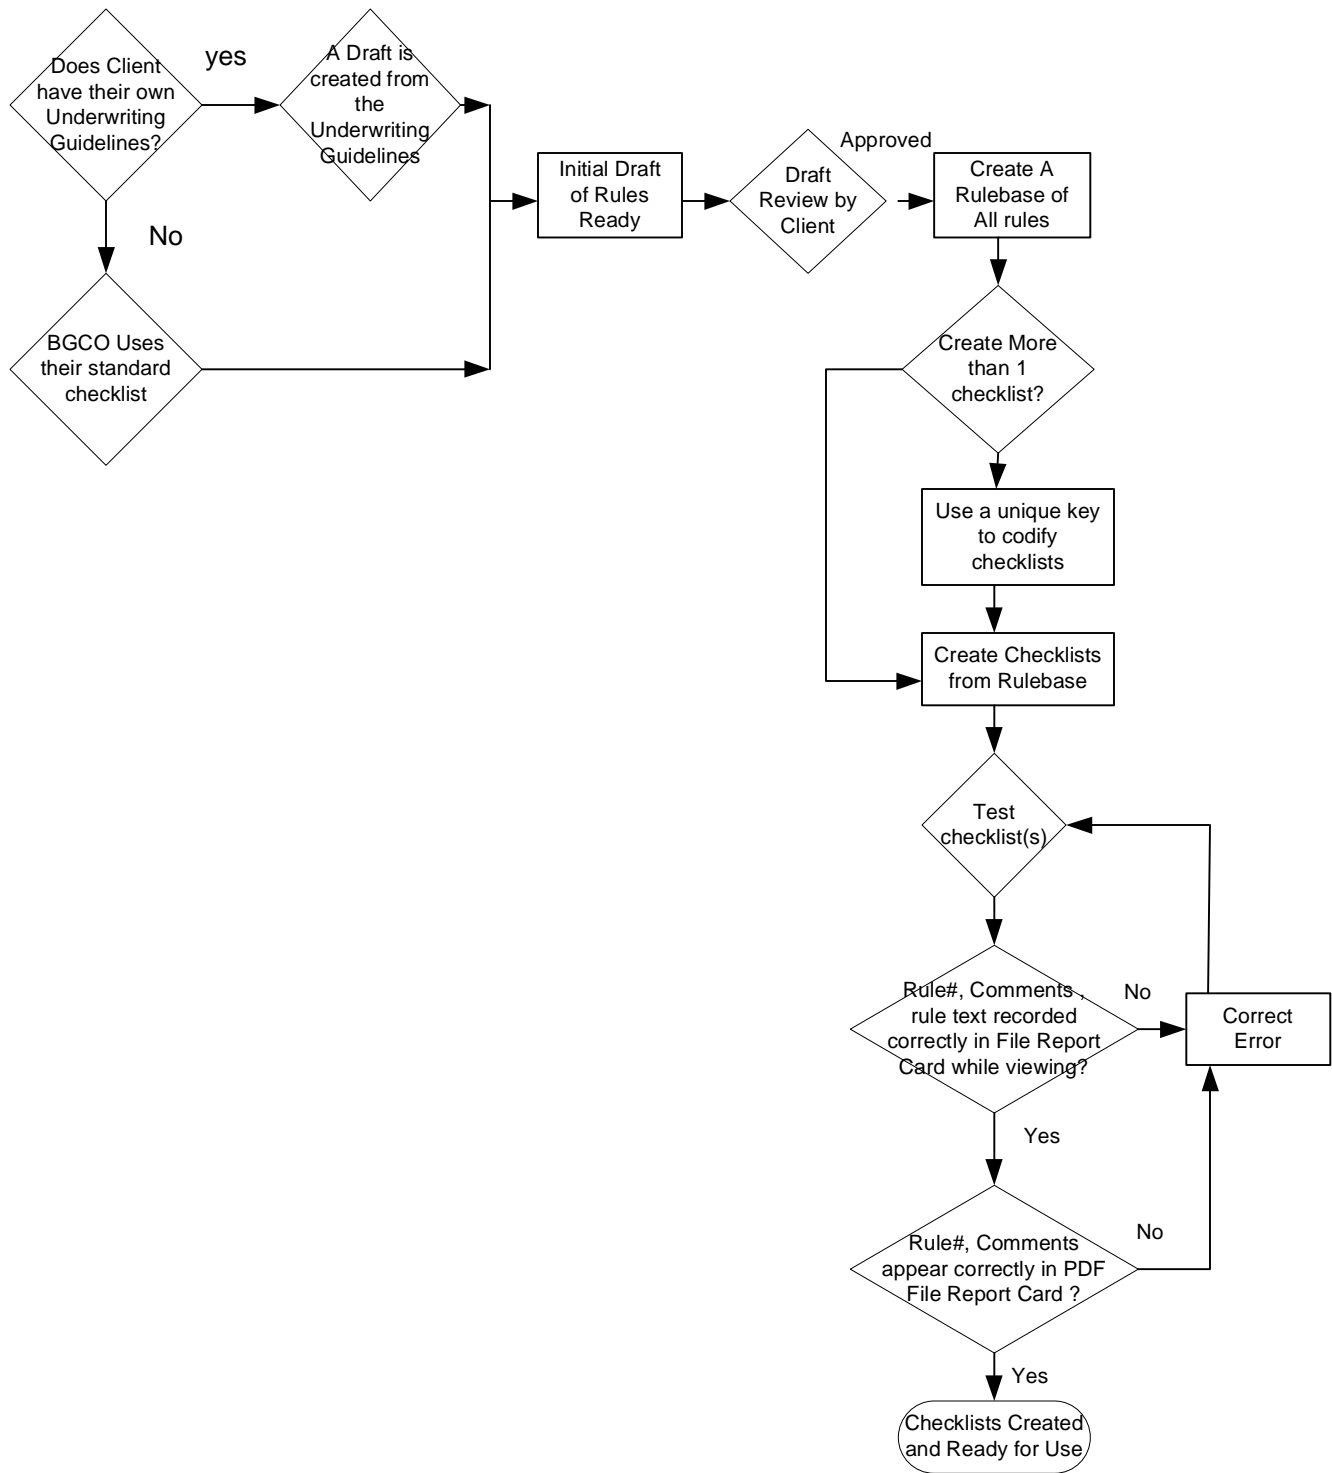 Does Client
have their own
Underwriting
Guidelines?
yes
A Draft is
created from
the
Underwriting
Guidelines
No
BGCO Uses
their standard
checklist
Initial Draft
of Rules
Ready
Draft
Review by
Client
Approved
Create A
Rulebase of
All rules
Create More
than 1
checklist?
Use a unique key
to codify
checklists
Create Checklists
from Rulebase
Test
checklist(s)
Rule#, Comments ,
rule text recorded
correctly in File Report
Card while viewing?
No
Correct
Error
Yes
Rule#, Comments
appear correctly in PDF
File Report Card ?
No
Yes
Checklists Created
and Ready for Use